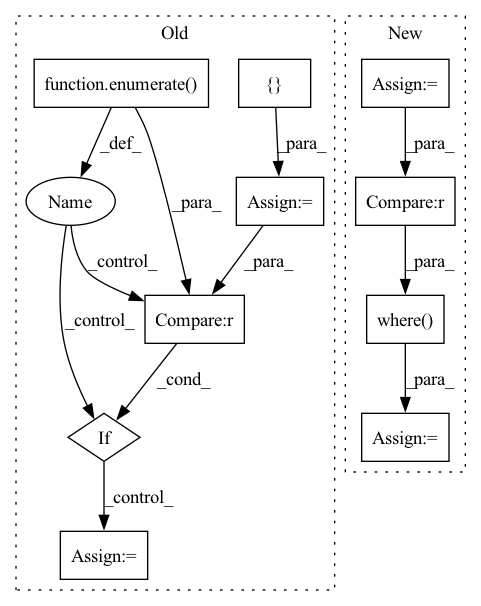 Old
New
function.enumerate()
{}
Assign:=
_def_
_para_
_para_
_para_
Name
Assign:=
Compare:r
_control_
_para_
_para_
_control_
Compare:r
where()
_cond_
_para_
If
Assign:=
_control_
Assign:=